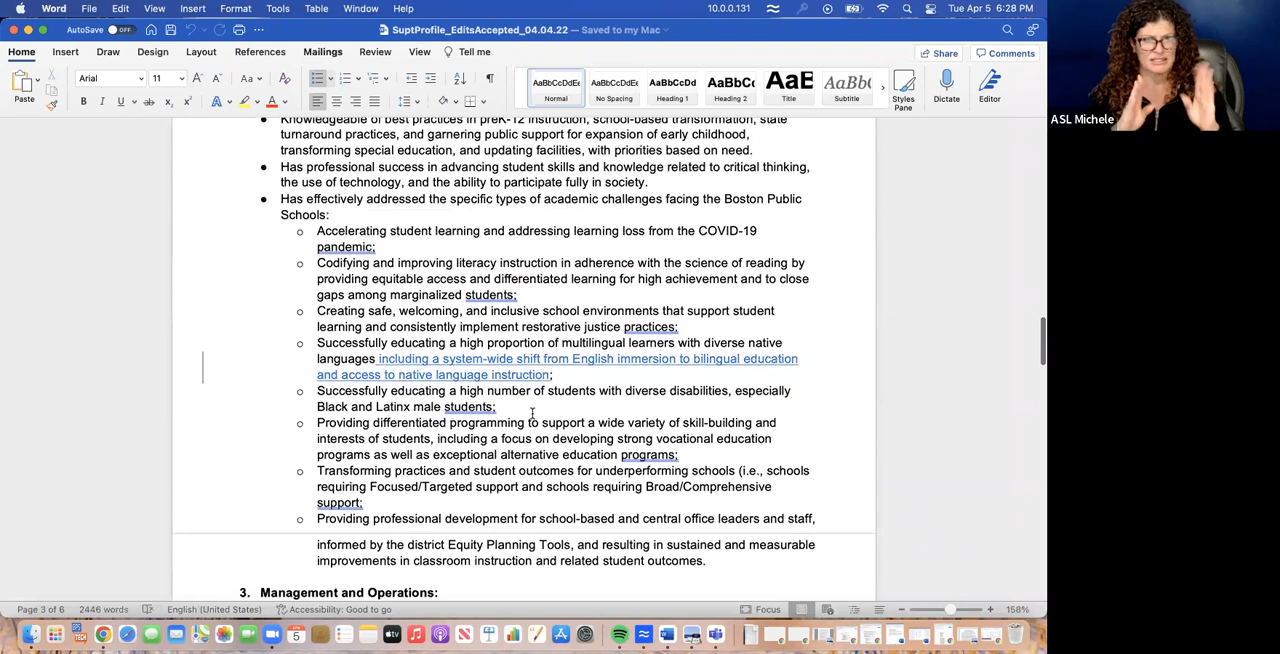 Word File Edit View Insert Format Tools Table Window Help 10.0.0.131 Tue Apr 5 6:28 PM
AutoSave OFF SuptProfile_EditsAccepted_04.04.22 — Saved to my Mac
Home Insert Draw Design Layout References Mailings Review View Tell me Share Comments
Paste Arial 11 AaBbCcDdEe Normal AaBbCcDdEe No Spacing AaBbCcDd Heading 1 AaBbCc Heading 2 AaB Title AaBb( Subtitle Styles Pane Dictate Editor
ASL Michele
Knowledgeable of best practices in preK-12 instruction, school-based transformation, state
turnaround practices, and garnering public support for expansion of early childhood,
transforming special education, and updating facilities, with priorities based on need.
Has professional success in advancing student skills and knowledge related to critical thinking,
the use of technology, and the ability to participate fully in society.
Has effectively addressed the specific types of academic challenges facing the Boston Public
Schools:
Accelerating student learning and addressing learning loss from the COVID-19
pandemic;
Codifying and improving literacy instruction in adherence with the science of reading by
providing equitable access and differentiated learning for high achievement and to close
gaps among marginalized students;
Creating safe, welcoming, and inclusive school environments that support student
learning and consistently implement restorative justice practices;
Successfully educating a high proportion of multilingual learners with diverse native
languages including a system-wide shift from English immersion to bilingual education
and access to native language instruction;
Successfully educating a high number of students with diverse disabilities, especially
Black and Latinx male students;
Providing differentiated programming to support a wide variety of skill-building and
interests of students, including a focus on developing strong vocational education
programs as well as exceptional alternative education programs;
Transforming practices and student outcomes for underperforming schools (i.e., schools
requiring Focused/Targeted support and schools requiring Broad/Comprehensive
support;
Providing professional development for school-based and central office leaders and staff,
informed by the district Equity Planning Tools, and resulting in sustained and measurable
improvements in classroom instruction and related student outcomes.
3. Management and Operations:
Page 3 of 6 2446 words English (United States) Accessibility: Good to go Focus 158%